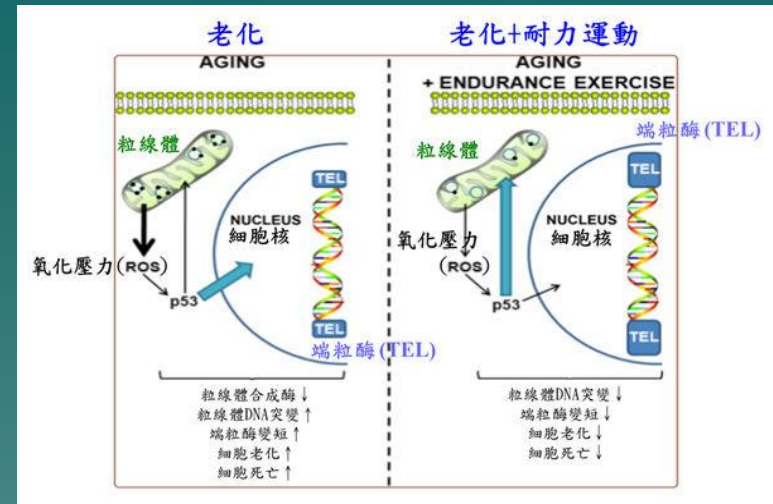 老化
AGING
粒線體
TEL
NUCLEUS
細胞核
氧化壓力(ROS)
p53
TEL
端粒酶(TEL)
粒線體合成酶↓
粒線體DNA突變↑
端粒酶變短↑
細胞老化↑
細胞死亡↑
老化+耐力運動
AGING
+ ENDURANCE EXERCISE
端粒酶(TEL)
粒線體
TEL
NUCLEUS
細胞核
氧化壓力
(ROS)
p53
TEL
粒線體DNA突變↓
端粒酶變短↓
細胞老化↓
細胞死亡↓